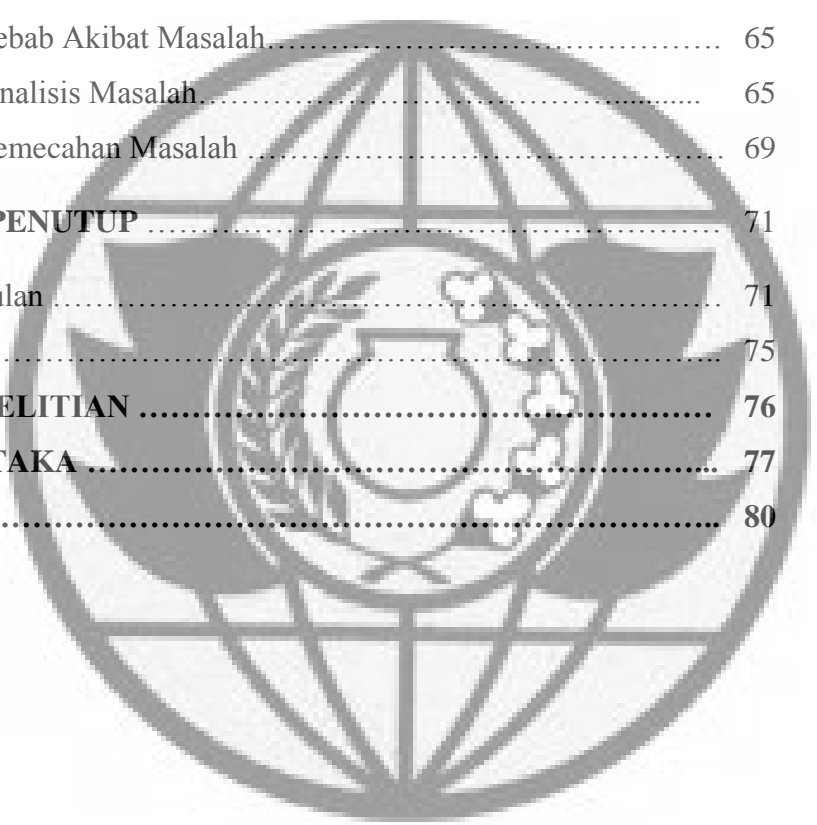 ebab Akibat Masalah………………………………………. 65
nalisis Masalah……………………………………........... 65
emecahan Masalah ………………………………………. 69
PENUTUP ………………………………………………… 71
ulan ……………………………………………………… 71
…………………………………………………………… 75
ELITIAN ………………………………………………… 76
TAKA …………………………………………………….. 77
………………………………………………………….. 80